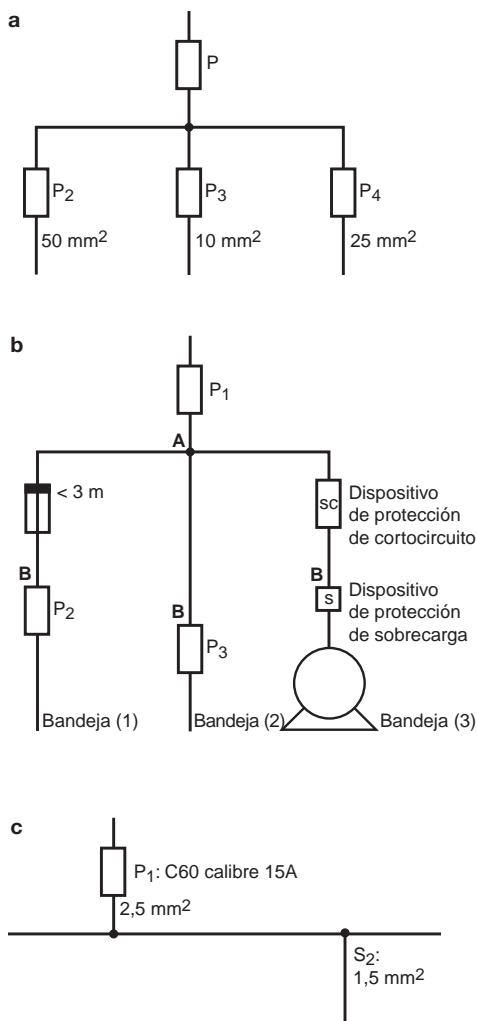 a
P
P2
P3
P4
50 mm2
10 mm2
25 mm2
b
P1
A
< 3 m
sc
Dispositivo
de protección
de cortocircuito
B
P2
B
P3
B
s
Dispositivo
de protección
de sobrecarga
Bandeja (1)
Bandeja (2)
Bandeja (3)
c
P1: C60 calibre 15A
2,5 mm2
S2:
1,5 mm2